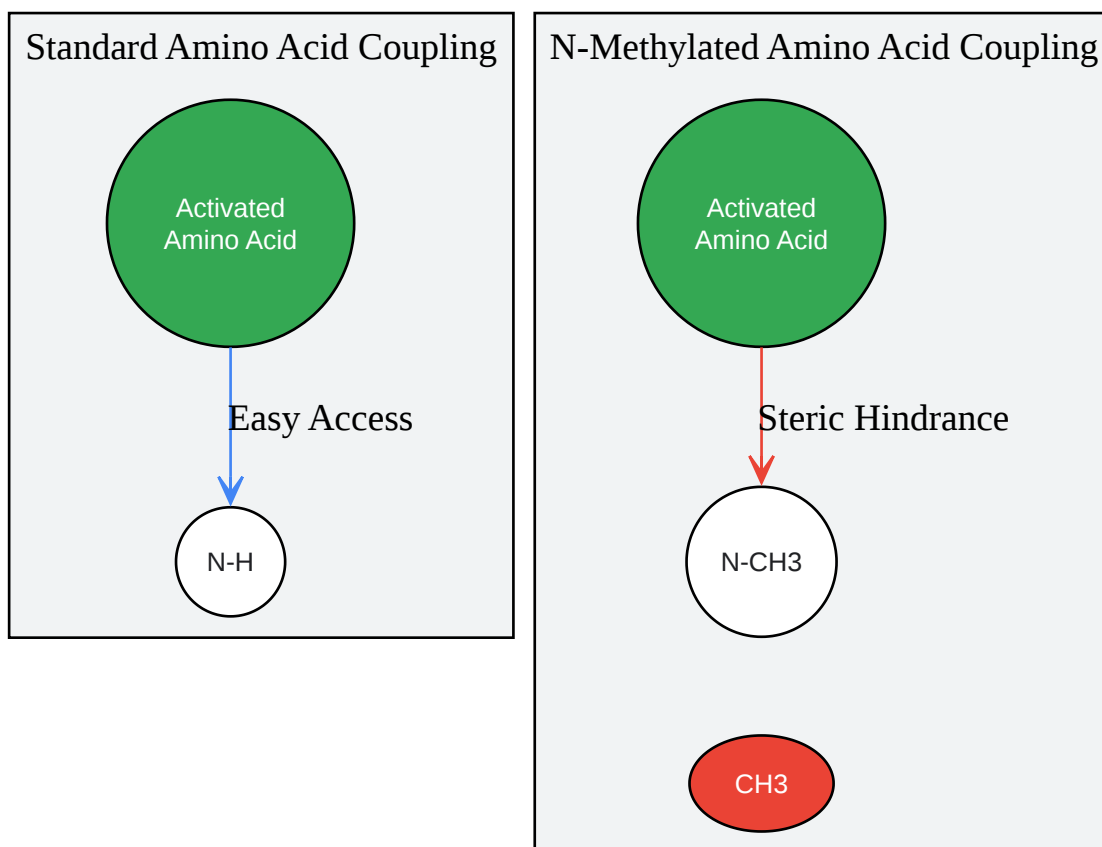 Standard Amino Acid Coupling
Activated
Amino Acid
Easy Access
N-H
N-Methylated Amino Acid Coupling
Activated
Amino Acid
Steric Hindrance
N-CH3
CH3